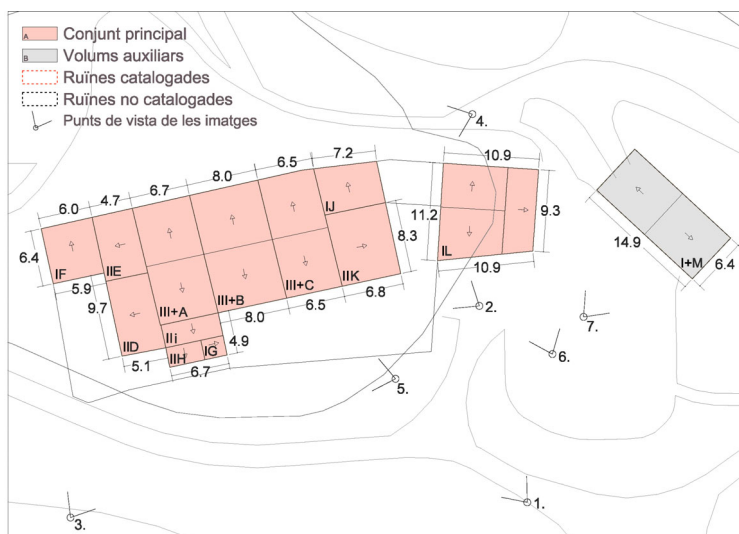 A Conjunt principal
B Volums auxiliars
Ruïnes catalogades
Ruïnes no catalogades
Punts de vista de les imatges
4.
7.2
6.5
8.0
6.7
4.7
6.0
10.9
6.4
IF
IIE
IJ
11.2
9.3
5.9
9.7
8.3
IIK
IL
10.9
14.9
I+M
6.4
III+A
III+B
III+C
6.8
6.5
8.0
IID
IIi
IIH
IG
4.9
5.1
6.7
2.
7.
6.
5.
1.
3.